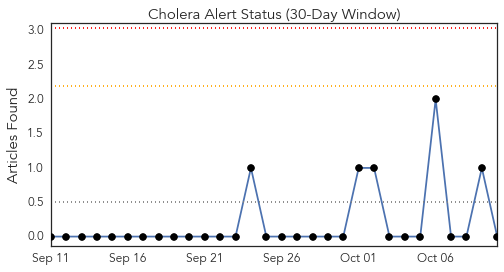 Cholera Alert Status (30-Day Window)
Articles Found
3.0
2.5
2.0
1.5
1.0
0.5
0.0
Sep 11 Sep 16 Sep 21 Sep 26 Oct 01 Oct 06